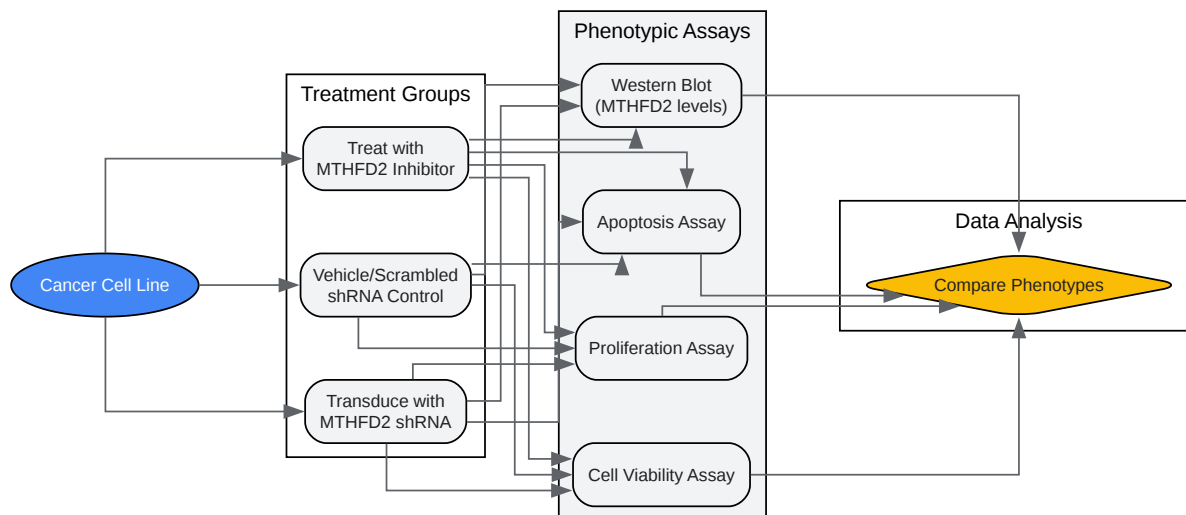 Cancer Cell Line
Treatment Groups
Treat with
MTHFD2 Inhibitor
Vehicle/Scrambled
shRNA Control
Transduce with
MTHFD2 shRNA
Phenotypic Assays
Western Blot
(MTHFD2 levels)
Apoptosis Assay
Proliferation Assay
Cell Viability Assay
Data Analysis
Compare Phenotypes